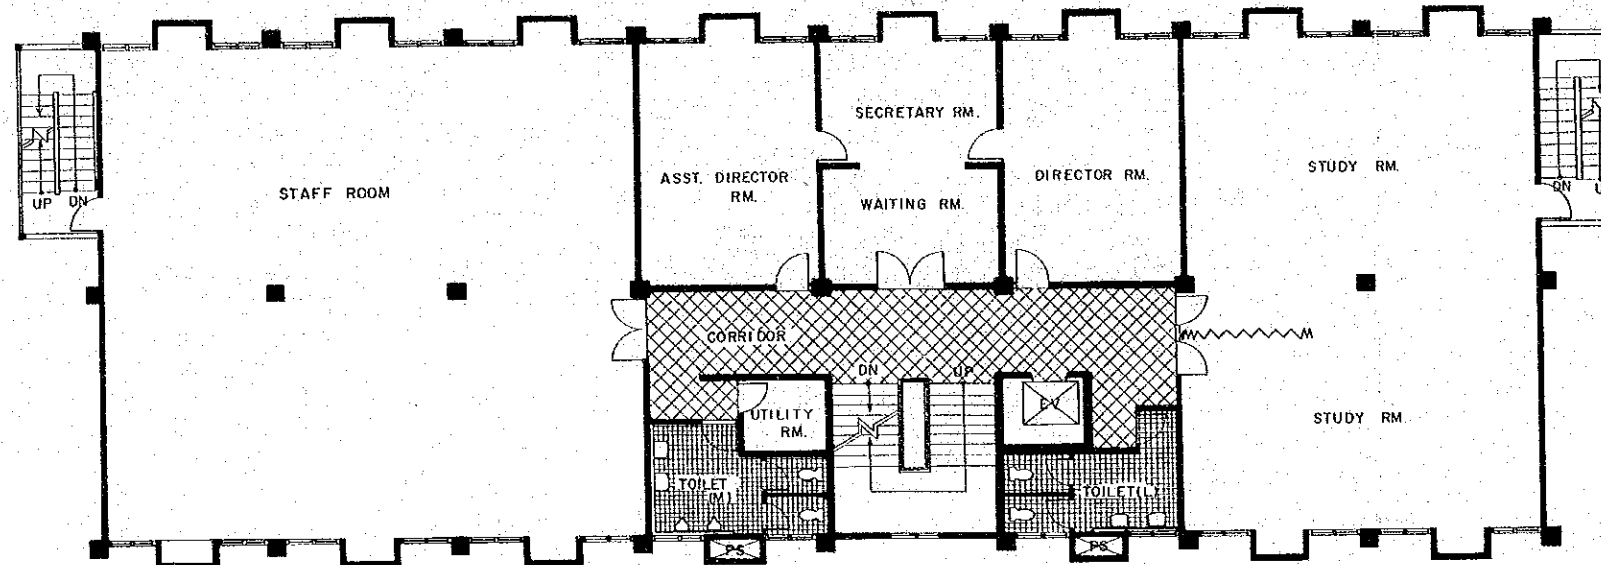 SECRETARY RM.
STUDY RM.
ASST. DIRECTOR
RM.
DIRECTOR RM.
STAFF ROOM
UP
DN
WAITING RM.
DN
CORRIDOR
DN
UP
EV
UTILITY
RM.
STUDY RM
TOILET
(M)
TOILET(L)
PS
PS